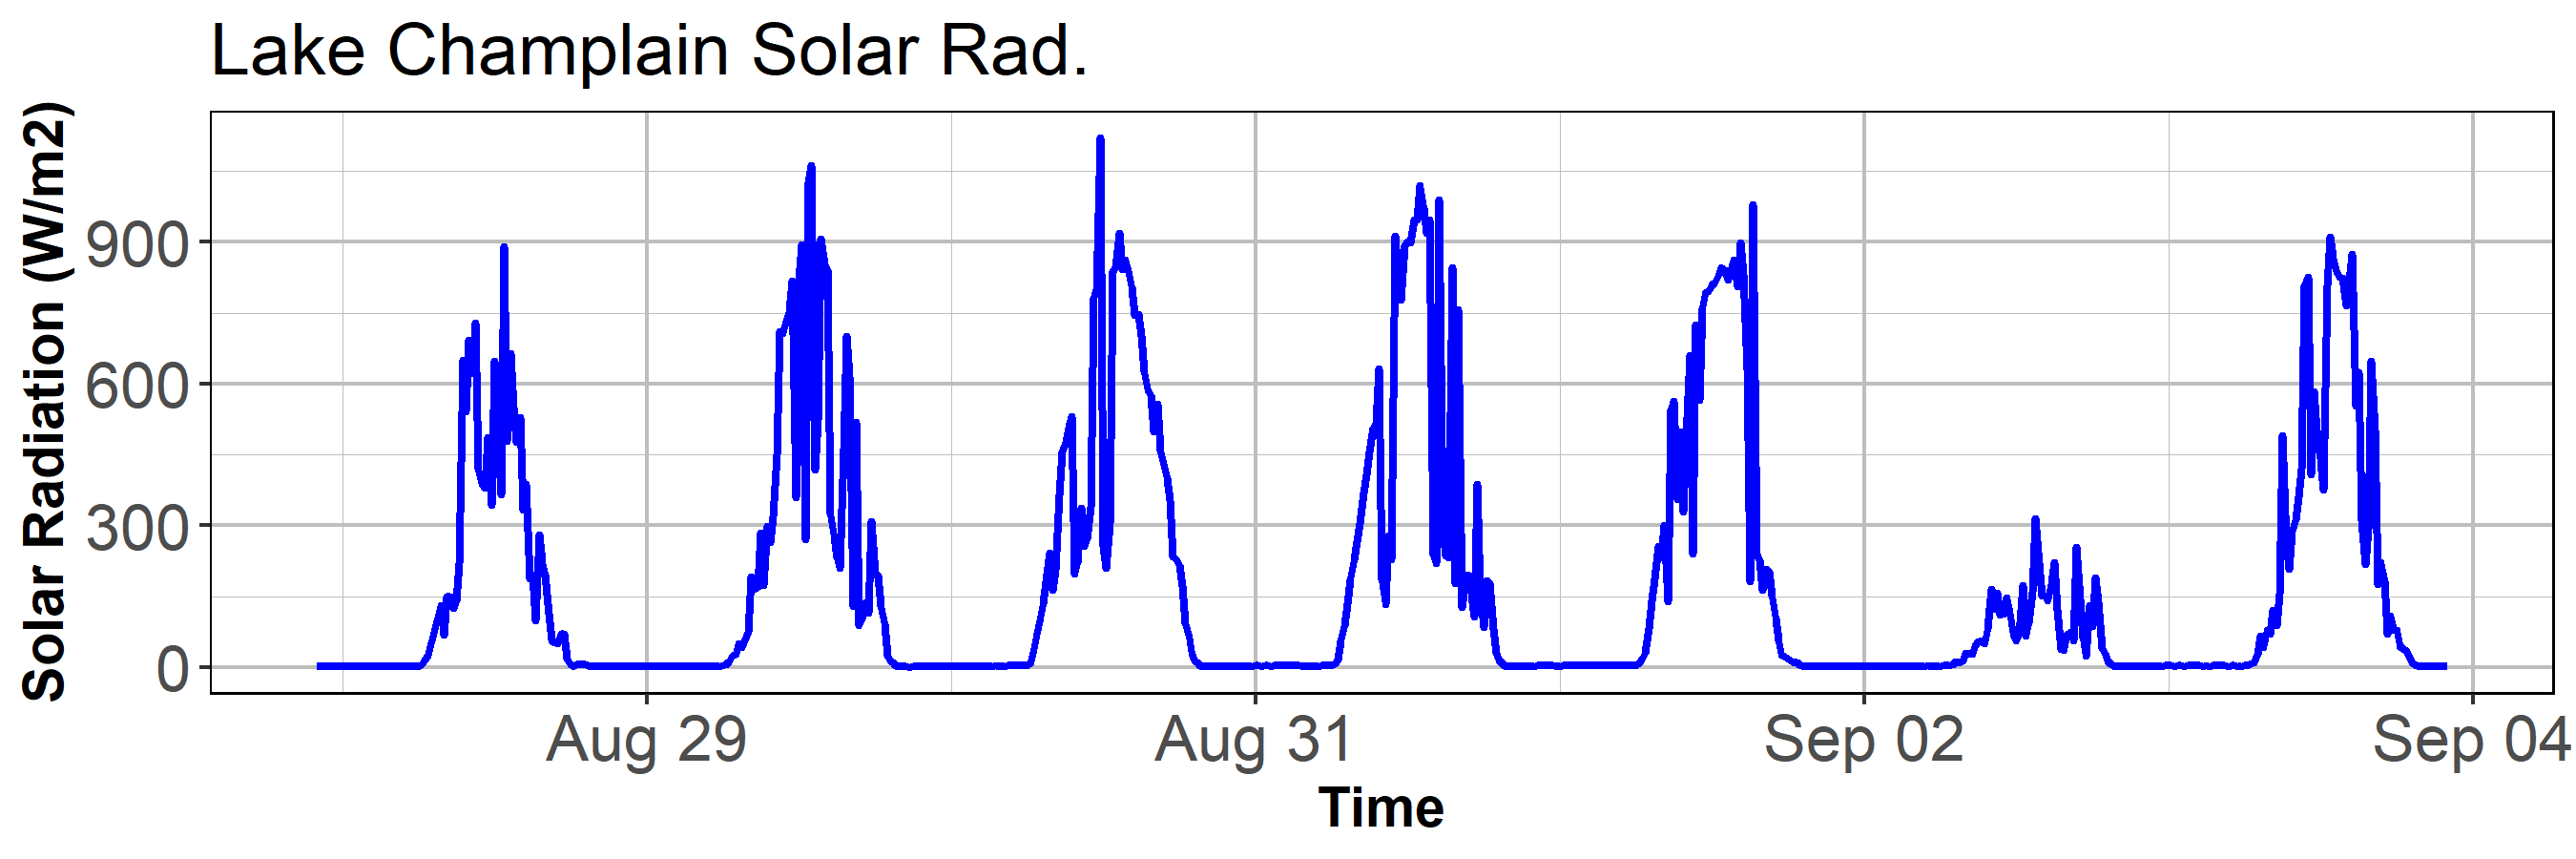 Lake Champlain Solar Rad.
Solar Radiation (W/m2)
900
600
300
0
Aug 29 Aug 31 Sep 02 Sep 04
Time